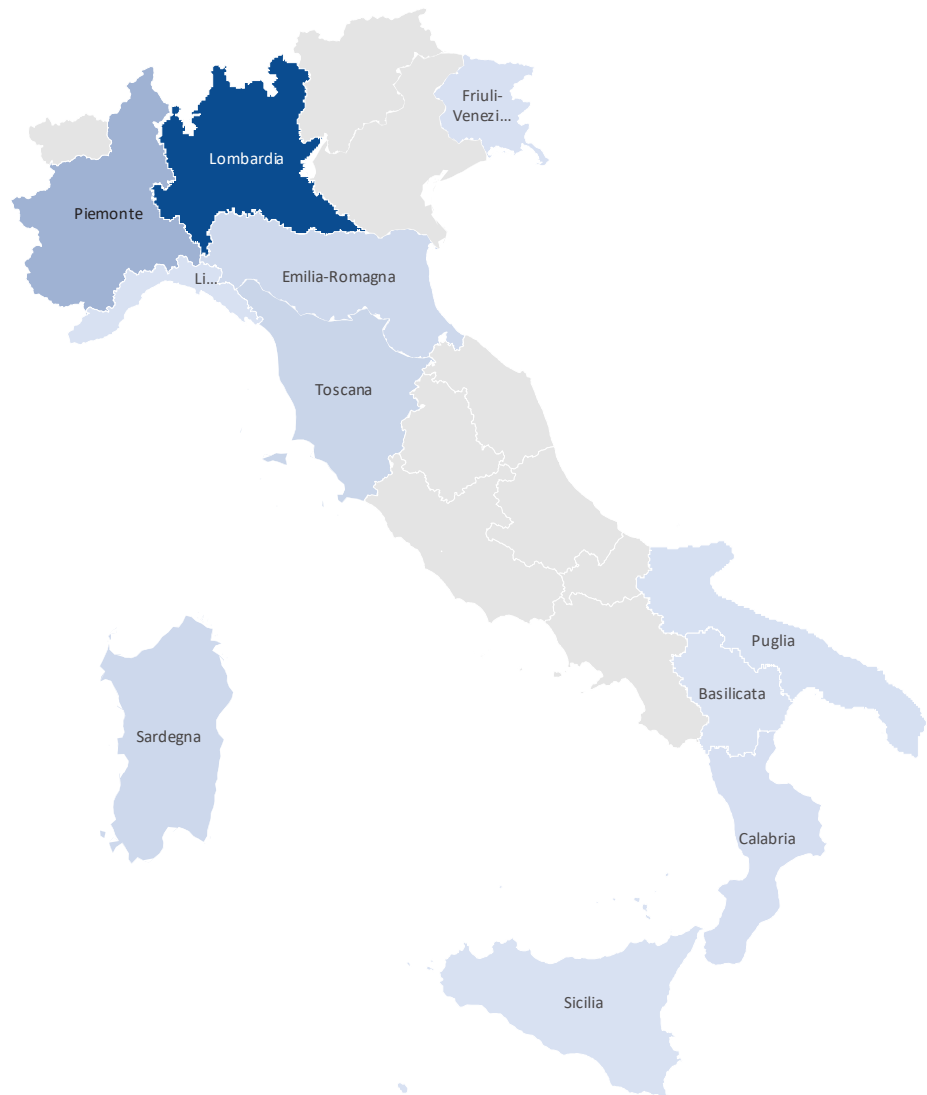 Friuli-
Venezi...
Lombardia
Piemonte
Li...
Emilia-Romagna
Toscana
Puglia
Basilicata
Sardegna
Calabria
Sicilia